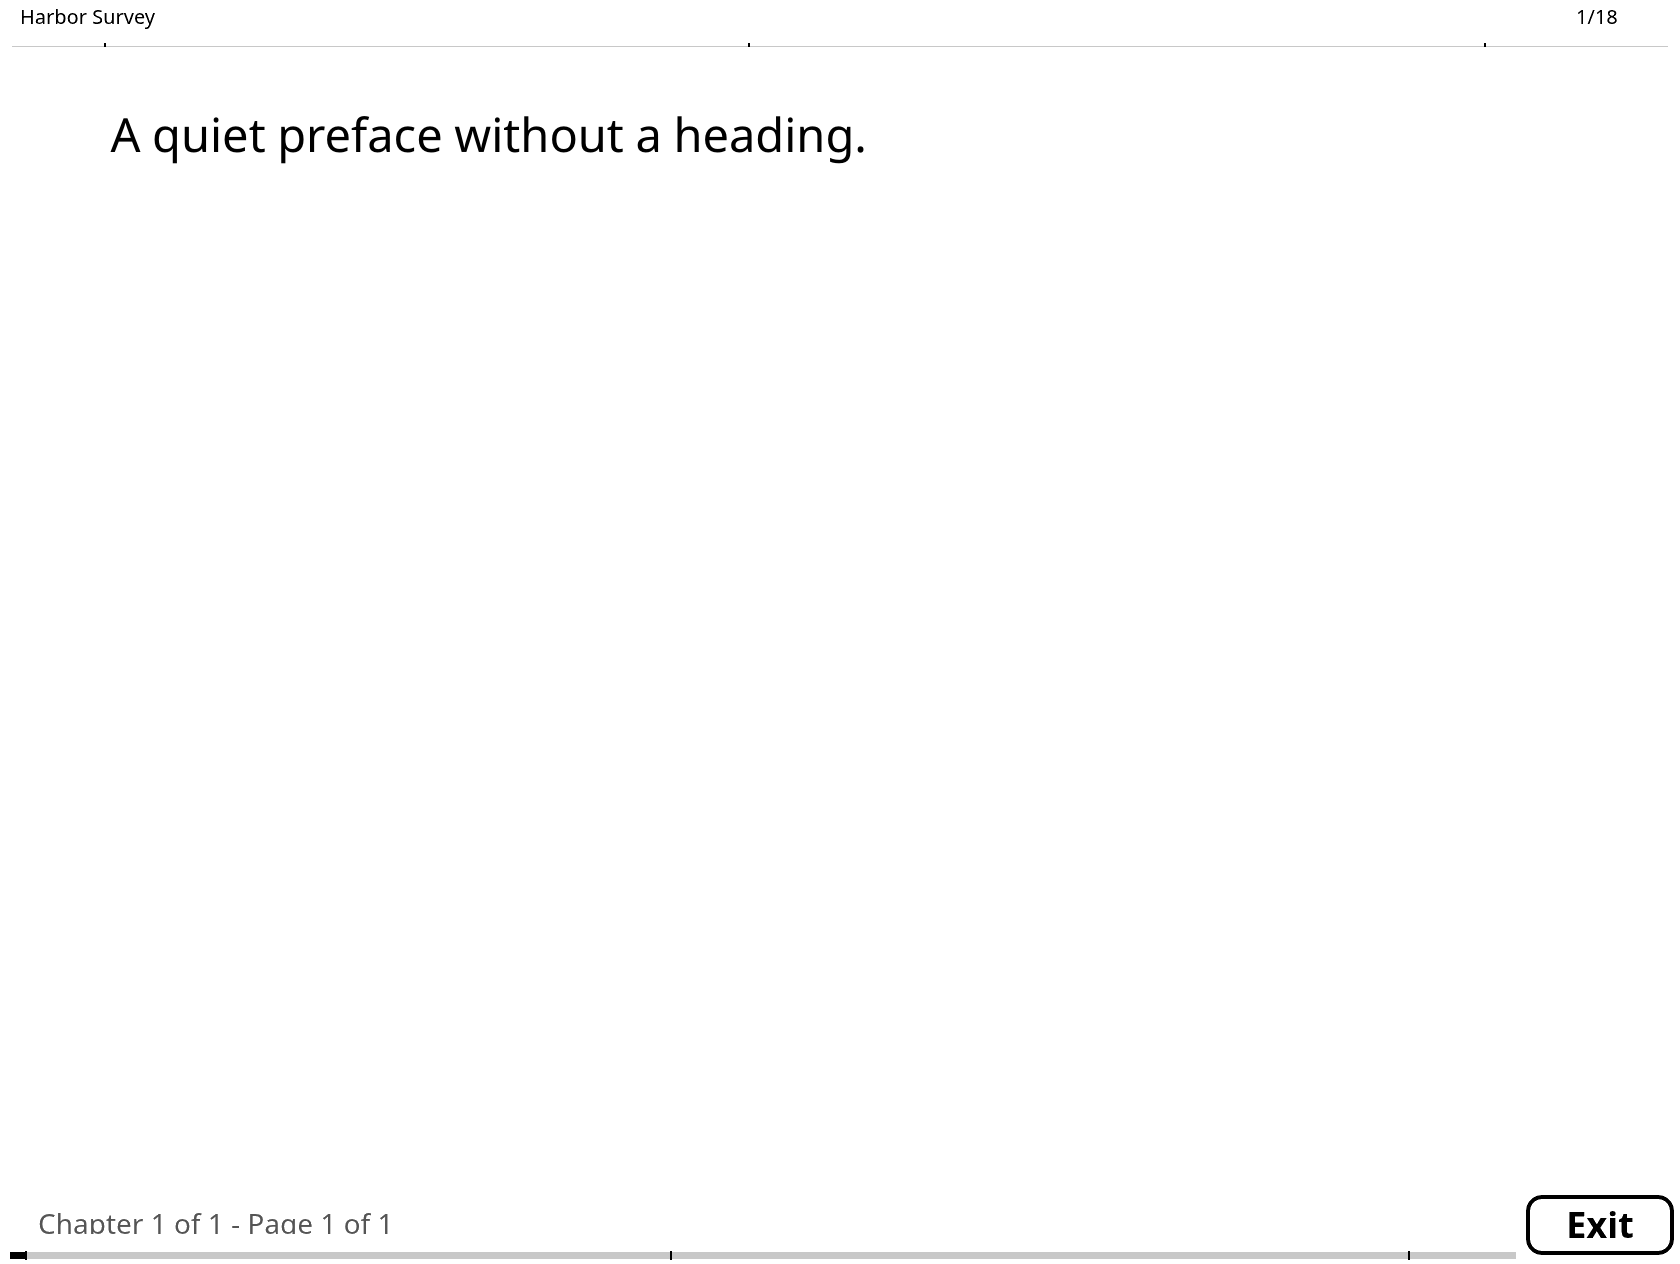 Harbor Survey 1/18
A quiet preface without a heading.
Chapter 1 of 1 - Page 1 of 1
Exit